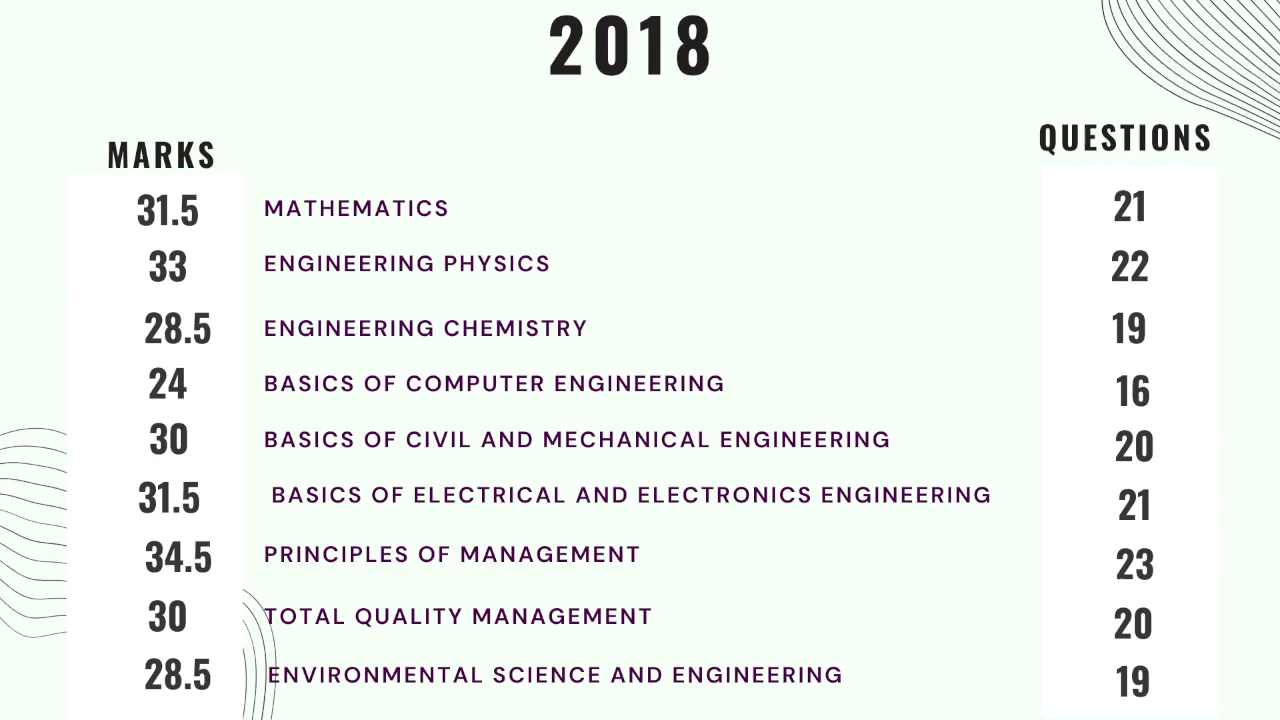 2018
MARKS QUESTIONS
31.5 MATHEMATICS 21
33 ENGINEERING PHYSICS 22
28.5 ENGINEERING CHEMISTRY 19
24 BASICS OF COMPUTER ENGINEERING 16
30 BASICS OF CIVIL AND MECHANICAL ENGINEERING 20
31.5 BASICS OF ELECTRICAL AND ELECTRONICS ENGINEERING 21
34.5 PRINCIPLES OF MANAGEMENT 23
30 TOTAL QUALITY MANAGEMENT 20
28.5 ENVIRONMENTAL SCIENCE AND ENGINEERING 19